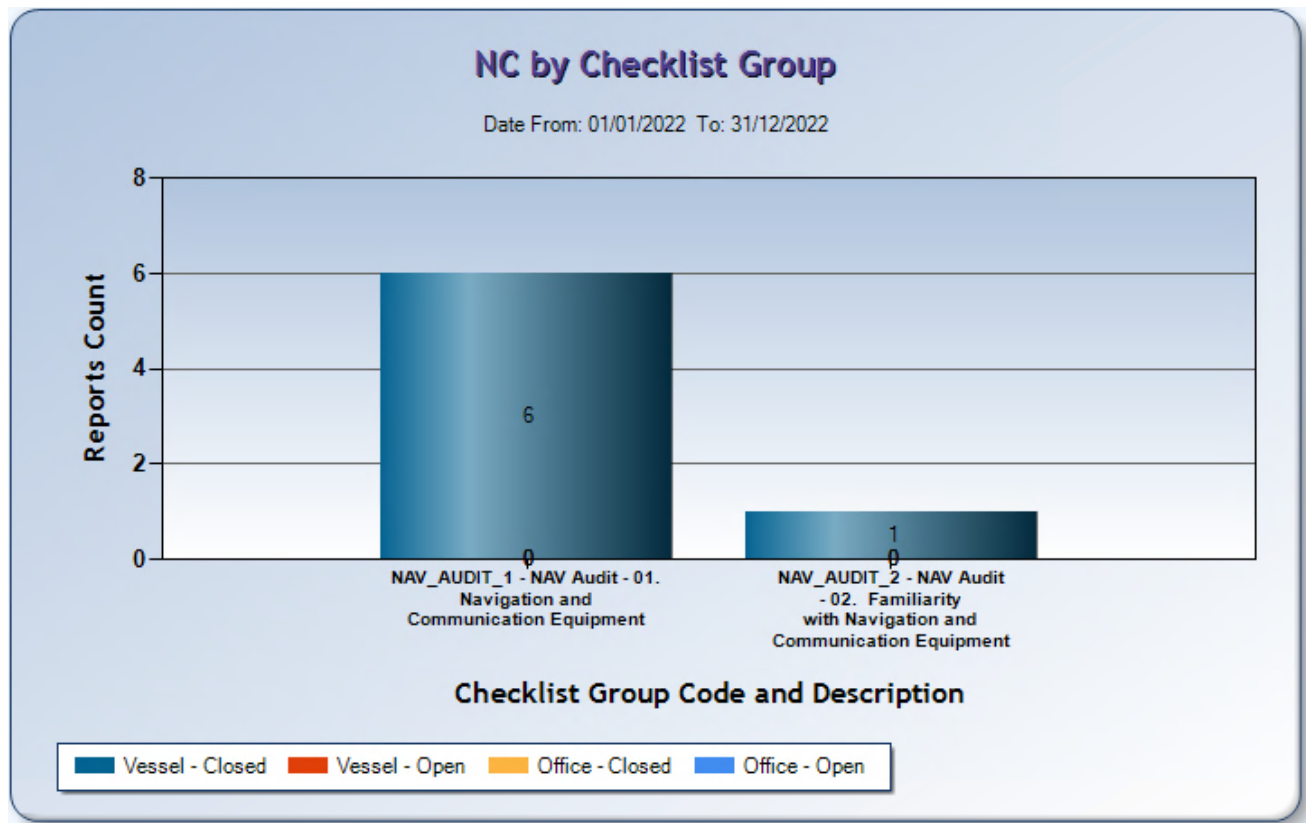 NC by Checklist Group
Date From: 01/01/2022  To: 31/12/2022
8
6
4
2
0
Reports Count
6
0
1
0
NAV_AUDIT_1 - NAV Audit - 01.
Navigation and
Communication Equipment
NAV_AUDIT_2 - NAV Audit
- 02.  Familiarity
with Navigation and
Communication Equipment
Checklist Group Code and Description
Vessel - Closed
Vessel - Open
Office - Closed
Office - Open